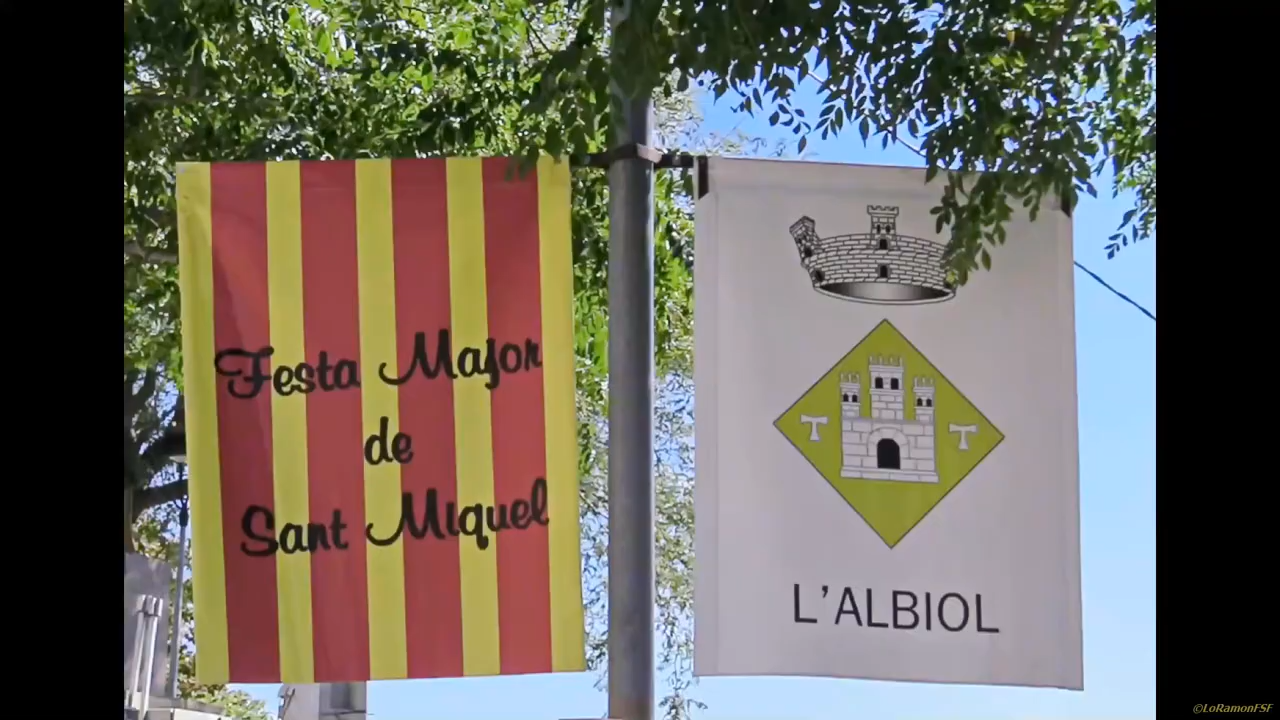 Festa Major
de
Sant Miquel
T T
L'ALBIOL
©LoRamonFSF